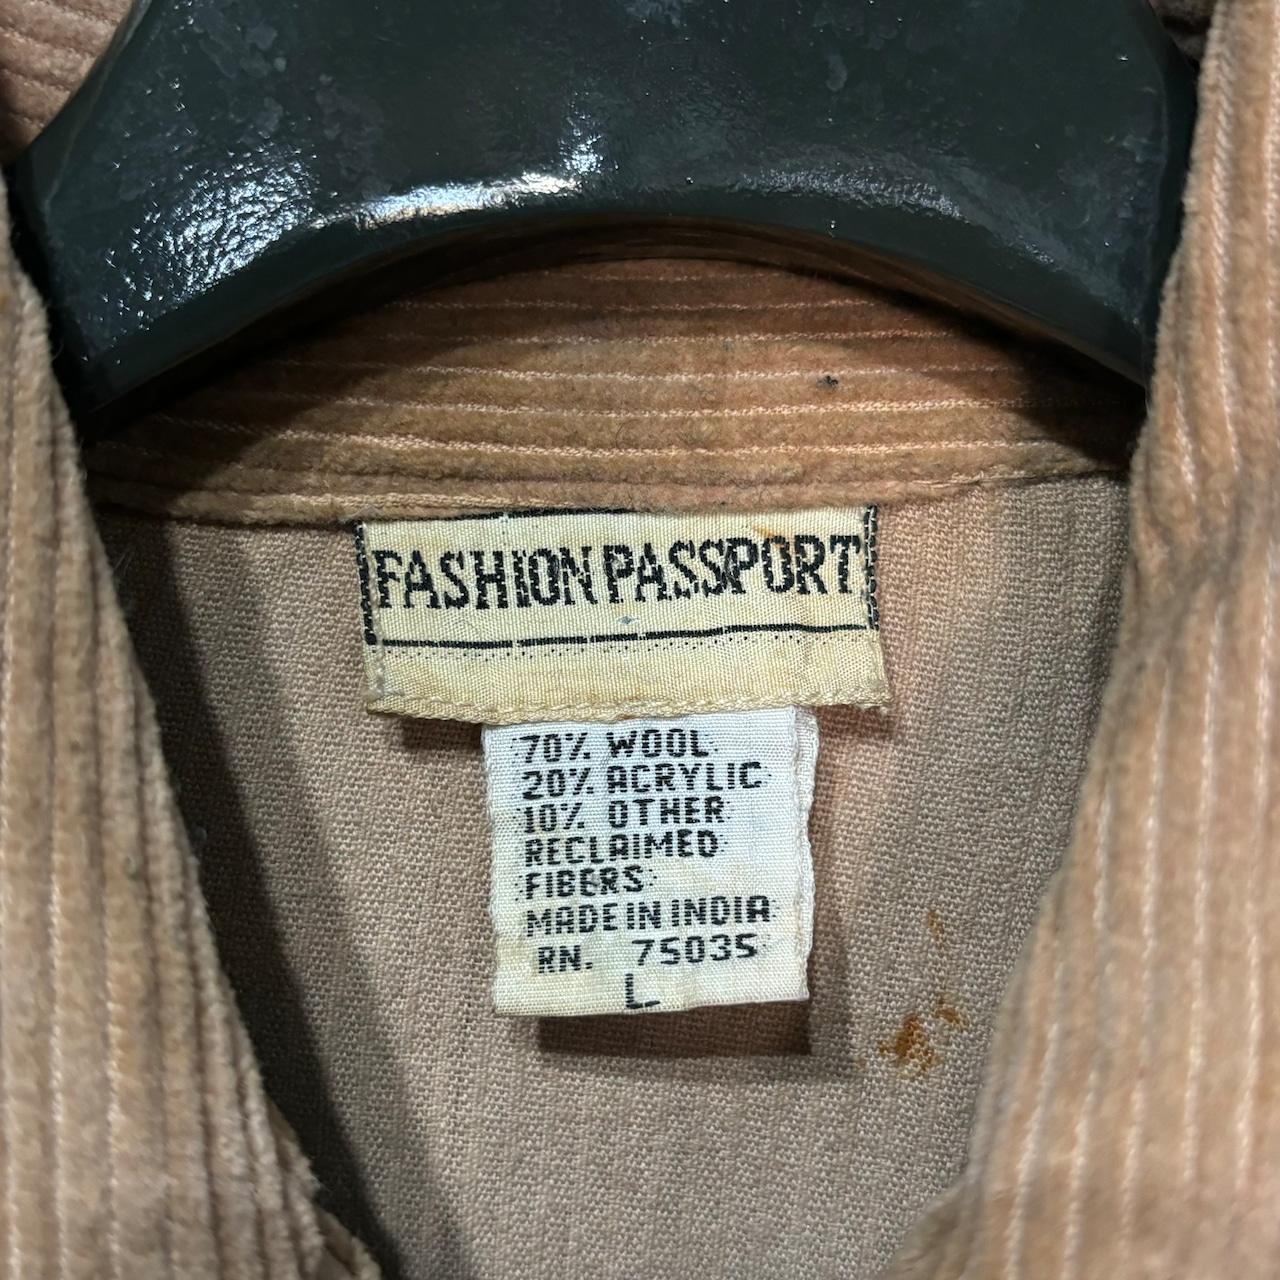 FASHION PASSPORT
70% WOOL
20% ACRYLIC
10% OTHER
RECLAIMED
FIBERS
MADE IN INDIA
RN. 75035
L